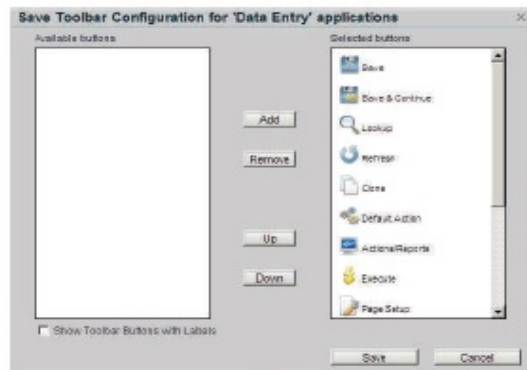 Save Toolbar Configuration for 'Data Entry' applications
Available buttons
Selected buttons
Save
Save & Continue
Lookup
Refresh
Clone
Default Action
Actions/Reports
Execute
Page Setup
Add
Remove
Up
Down
Show Toolbar Buttons with Labels
Save
Cancel